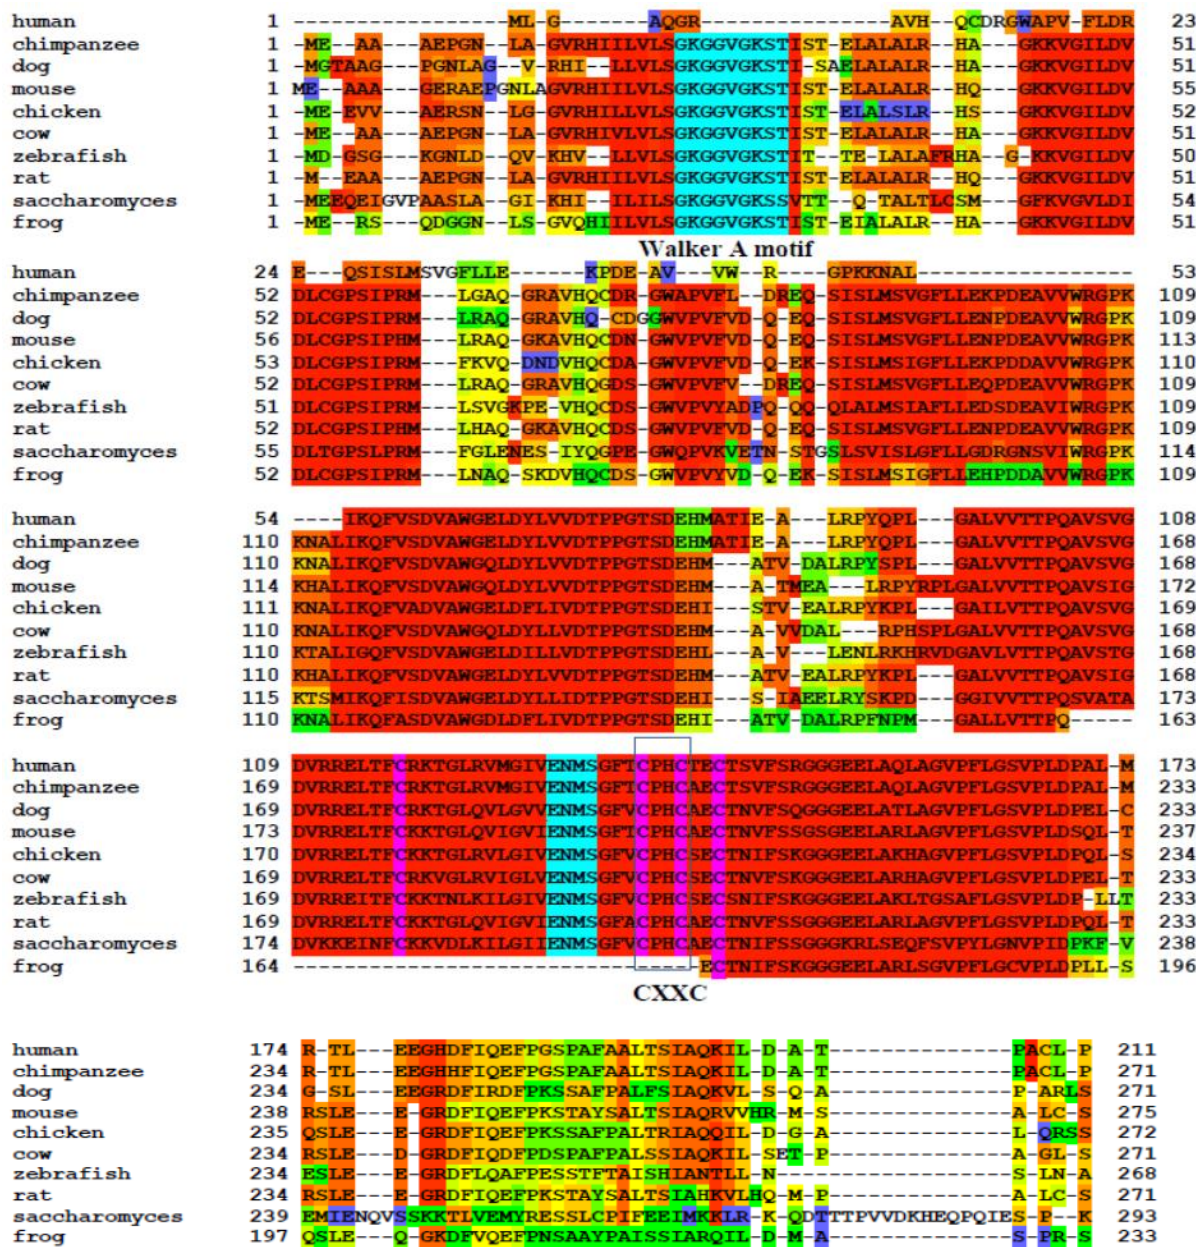 human 1 ----------------ML-G-------AQGR--------------AVH--QCDRGWAPV-FLDR 23
chimpanzee 1 -ME--AA---AEPGN--LA-GVRHIILVLSGKGGVGKSTIST-ELALALR--HA---GKKVGILDV 51
dog 1 -MGTAAG---PGNLAG--V-RHI--LLVLSGKGGVGKSTI-SAELALALR--HA---GKKVGILDV 51
mouse 1 ME--AAA---GERAEPGNLAGVRHIILVLSGKGGVGKSTIST-ELALALR--HQ---GKKVGILDV 55
chicken 1 -ME-EVV---AERSN--LG-GVRHIILVLSGKGGVGKSTIST-ELALSLR--HS---GKKVGILDV 52
cow 1 -ME--AA---AEPGN--LA-GVRHIVLVLSGKGGVGKSTIST-ELALALR--HA---GKKVGILDV 51
zebrafish 1 -MD-GSG---KGNLD--QV-KHV--LLVLSGKGGVGKSTIT--TE-LALAFRHA--G-KKVGILDV 50
rat 1 -M--EAA---AEPGN--LA-GVRHIILVLSGKGGVGKSTIST-ELALALR--HQ---GKKVGILDV 51
saccharomyces 1 -MEEQEIGVPAASLA--GI-KHI--ILILSGKGGVGKSSVTT--Q-TALTLCSM---GFKVGVLDI 54
frog 1 -ME--RS---QDGGN--LS-GVQHIILVLSGKGGVGKSTIST-EIALALR--HA---GKKVGILDV 51
Walker A motif
human 24 E---QSISLMSVGFLLE------KPDE-AV---VW--R----GPKKNAL------------------ 53
chimpanzee 52 DLCGPSIPRM---LGAQ-GRAVHQCDR-GWAPVFL--DREQ-SISLMSVGFLLEKPDEAVVWRGPK 109
dog 52 DLCGPSIPRM---LRAQ-GRAVHQ-CDGGWVPVFVD-Q-EQ-SISLMSVGFLLENPDEAVVWRGPK 109
mouse 56 DLCGPSIPHM---LRAQ-GKAVHQCDN-GWVPVFVD-Q-EQ-SISLMSVGFLLENPDEAVVWRGPK 113
chicken 53 DLCGPSIPRM---FKVQ-DNDVHQCDA-GWVPVFVD-Q-EK-SISLMSIGFLLEKPDDAVVWRGPK 110
cow 52 DLCGPSIPRM---LRAQ-GRAVHQGDS-GWVPVFV--DREQ-SISLMSVGFLLEQPDEAVVWRGPK 109
zebrafish 51 DLCGPSIPRM---LSVGKPE-VHQCDS-GWVPVYADPQ-QQ-QLALMSIAFLLEDSDEAVIWRGPK 109
rat 52 DLCGPSIPHM---LHAQ-GKAVHQCDS-GWVPVFVD-Q-EQ-SISLMSVGFLLENPDEAVVWRGPK 109
saccharomyces 55 DLTGPSLPRM---FGLENES-IYQGPE-GWQPVKVETN-STGSLSVISLGFLLGDRGNSVIWRGPK 114
frog 52 DLCGPSIPRM---LNAQ-SKDVHQCDS-GWVPVYVD-Q-EK-SISLMSIGFLLEHPDDAVVWRGPK 109
human 54 ----IKQFVSDVAWGELDYLVVDTPPGTSDEHMATIE-A---LRPYQPL---GALVVTTPQAVSVG 108
chimpanzee 110 KNALIKQFVSDVAWGELDYLVVDTPPGTSDEHMATIE-A---LRPYQPL---GALVVTTPQAVSVG 168
dog 110 KNALIKQFVSDVAWGELDYLVVDTPPGTSDEHM---ATV-DALRPYSPL---GALVVTTPQAVSVG 168
mouse 114 KHALIKQFVSDVAWGELDYLVVDTPPGTSDEHM---A-TMEA---LRPYRPLGALVVTTPQAVSIG 172
chicken 111 KNALIKQFVADVAWGELDFLIVDTPPGTSDEHI---STV-EALRPYKPL---GAILVTTPQAVSVG 169
cow 110 KNALIKQFVSDVAWGQLDYLLVDTPPGTSDEHM---A-VVDAL---RPHSPLGALVVTTPQAVSVG 168
zebrafish 110 KTALIGQFVSDVAWGELDILLVDTPPGTSDEHL---A-V---LENLRKHRVDGAVLVTTPQAVSTG 168
rat 110 KHALIKQFVSDVAWGELDYLVVDTPPGTSDEHM---ATV-EALRPYKPL---GALVVTTPQAVSIG 168
saccharomyces 115 KTSMIKQFISDVAWGELDYLLIDTPPGTSDEHI---S-IAEELRYSKPD---GGIVVTTPQSVATA 173
frog 110 KNALIKQFASDVAWGDLDFLIVDTPPGTSDEHI---ATV-DALRPFNPM---GALLVTTPQ----- 163
human 109 DVRRELTFCRKTGLRVMGIVENMSGFTCPHCTECTSVFSRGGGEELAQLAGVPFLGSVPLDPAL-M 173
chimpanzee 169 DVRRELTFCRKTGLRVMGIVENMSGFTCPHCAECTSVFSRGGGEELAQLAGVPFLGSVPLDPAL-M 233
dog 169 DVRRELTFCRKTGLQVLGVVENMSGFVCPHCAECTNVFSQGGGEELATLAGVPFLGSVPLDPEL-C 233
mouse 173 DVRRELTFCKKTGLQVIGVIENMSGFTCPHCAECTNVFSSGSGEELARLAGVPFLGSVPLDSQL-T 237
chicken 170 DVRRELTFCKKTGLRVLGIVENMSGFVCPHCSECTNIFSKGGGEELAKHAGVPFLGSVPLDPQL-S 234
cow 169 DVRRELTFCRKVGLRVIGLVENMSGFVCPHCSECTNIFSKGGGEELARHAGVPFLGSVPLDPEL-T 233
zebrafish 169 DVRREITFCKKTNLKILGIVENMSGFVCPHCSECSNIFSKGGGEELAKLTGSAFLGSVPLDP-LLT 233
rat 169 DVRRELTFCKKTGLQVIGVIENMSGFACPHCSECTNVFSSGGGEELARLAGVPFLGSVPLDPQL-T 233
saccharomyces 174 DVKKEINFCKKVDLKILGIIENMSGFVCPHCAECTNIFSSGGGKRLSEQFSVPYLGNVPIDPKF-V 238
frog 164 -------------------------------ECTNIFSKGGGEELARLSGVPFLGCVPLDPLL-S 196
CXXC
human 174 R-TL---EEGHDFIQEFPGSPAFAALTSIAQKIL-D-A-T--------------PACL-P 211
chimpanzee 234 R-TL---EEGHHFIQEFPGSPAFAALTSIAQKIL-D-A-T--------------PACL-P 271
dog 234 G-SL---EEGRDFIRDFPKSSAFPALFSIAQKVL-S-QA---------------P-ARLS 271
mouse 238 RSLE---E-GRDFIQEFPKSTAYSALTSIAQRVVHR-M-S--------------A-LC-S 275
chicken 235 QSLE---E-GRDFIQEFPKSSAFPALTRIAQQIL-D-G-A--------------L-QRSS 272
cow 234 RSLE---D-GRDFIQDFPDSPAFPALSSIAQKIL-SET-P--------------A-GL-S 271
zebrafish 234 ESLE---E-GRDFLQAFPESSTFTAISHIANTLL--N-----------------S-LN-A 268
rat 234 RSLE---E-GRDFIQEFPKSTAYSALTSIAHKVLHQ-M-P--------------A-LC-S 271
saccharomyces 239 EMIENQVSSKKTLVEMYRESSLCPIFEEIMKKLR-K-QDTTTPVVDKHEQPQIES-P--K 293
frog 197 QSLE---Q-GKDFVQEFPNSAAYPAISSIARQIL-D-M-A--------------S-PR-S 233